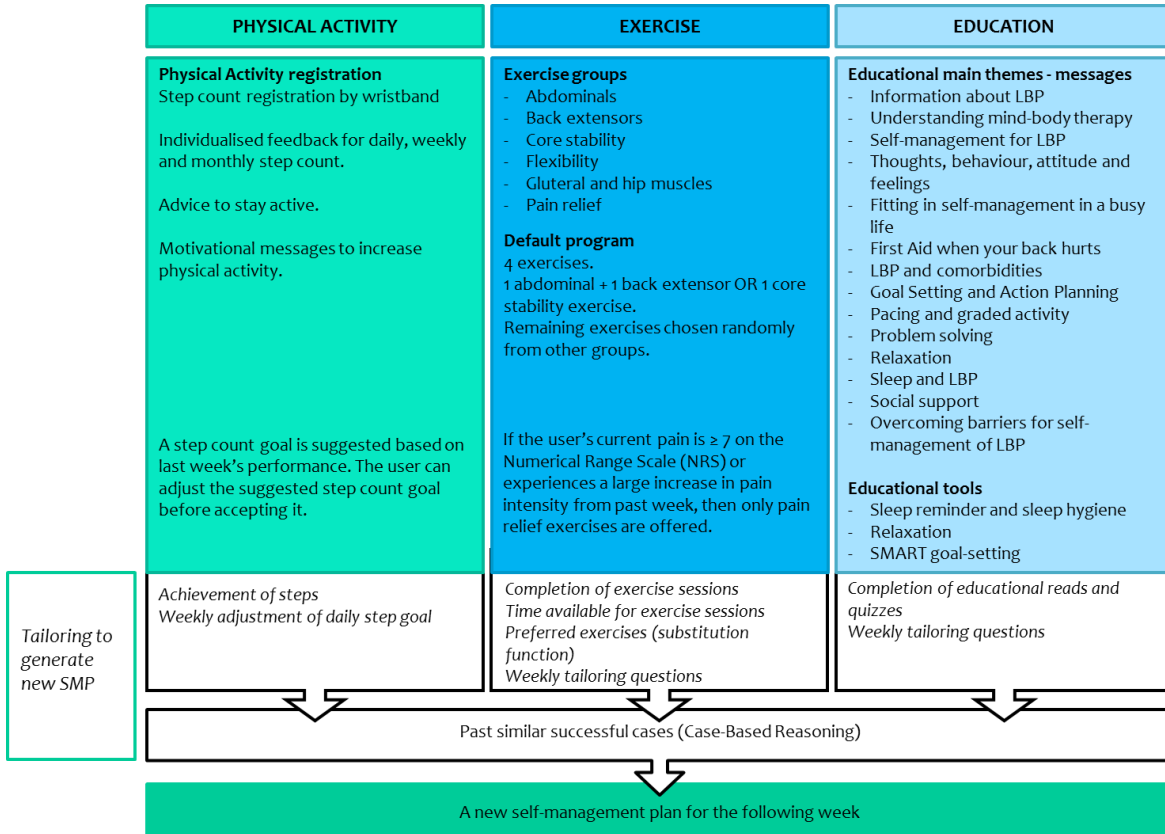 PHYSICAL ACTIVITY
Physical Activity registration
Step count registration by wristband
Individualised feedback for daily, weekly
and monthly step count.
Advice to stay active.
Motivational messages to increase
physical activity.
A step count goal is suggested based on
last week's performance. The user can
adjust the suggested step count goal
before accepting it.
EXERCISE
Exercise groups
- Abdominals
- Back extensors
- Core stability
- Flexibility
- Gluteral and hip muscles
- Pain relief
Default program
4 exercises.
1 abdominal + 1 back extensor OR 1 core
stability exercise.
Remaining exercises chosen randomly
from other groups.
If the user's current pain is ≥ 7 on the
Numerical Range Scale (NRS) or
experiences a large increase in pain
intensity from past week, then only pain
relief exercises are offered.
EDUCATION
Educational main themes - messages
- Information about LBP
- Understanding mind-body therapy
- Self-management for LBP
- Thoughts, behaviour, attitude and
feelings
- Fitting in self-management in a busy
life
- First Aid when your back hurts
- LBP and comorbidities
- Goal Setting and Action Planning
- Pacing and graded activity
- Problem solving
- Relaxation
- Sleep and LBP
- Social support
- Overcoming barriers for self-
management of LBP
Educational tools
- Sleep reminder and sleep hygiene
- Relaxation
- SMART goal-setting
Tailoring to
generate
new SMP
Achievement of steps
Weekly adjustment of daily step goal
Completion of exercise sessions
Time available for exercise sessions
Preferred exercises (substitution
function)
Weekly tailoring questions
Completion of educational reads and
quizzes
Weekly tailoring questions
Past similar successful cases (Case-Based Reasoning)
A new self-management plan for the following week